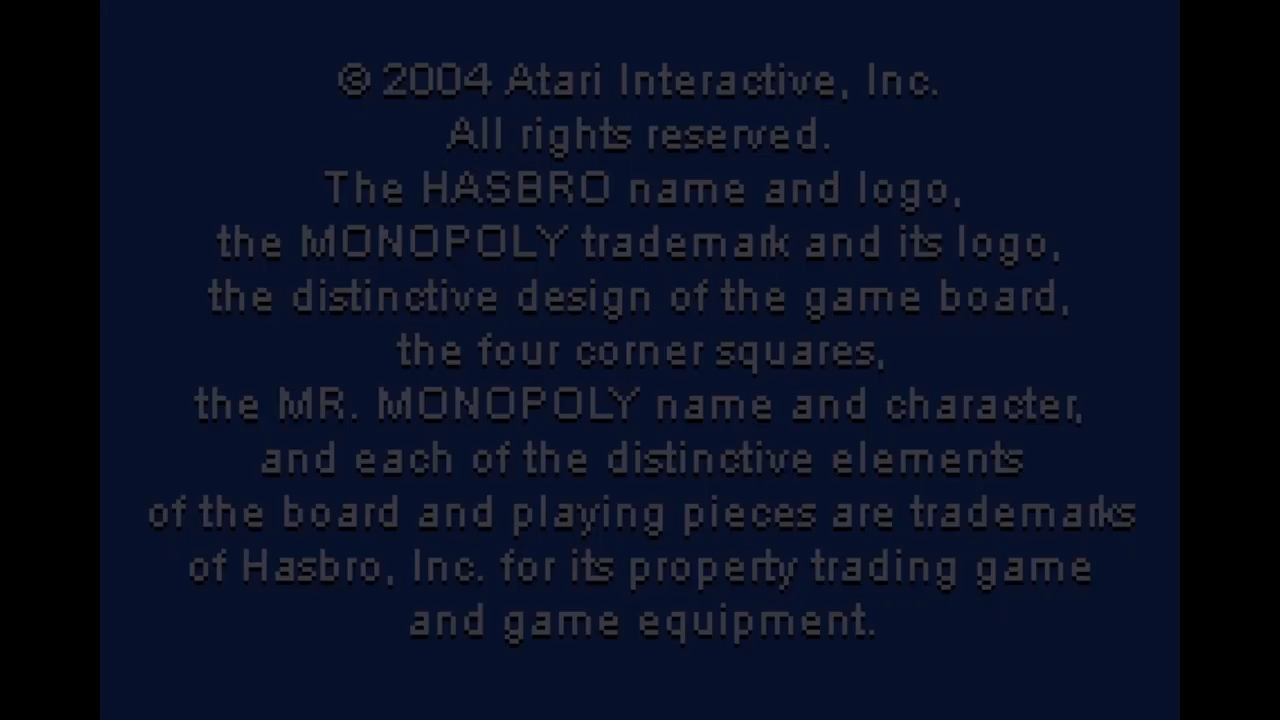 © 2004 Atari Interactive, Inc.
All rights reserved.
The HASBRO name and logo,
the MONOPOLY trademark and its logo,
the distinctive design of the game board,
the four corner squares,
the MR. MONOPOLY name and character,
and each of the distinctive elements
of the board and playing pieces are trademarks
of Hasbro, Inc. for its property trading game
and game equipment.